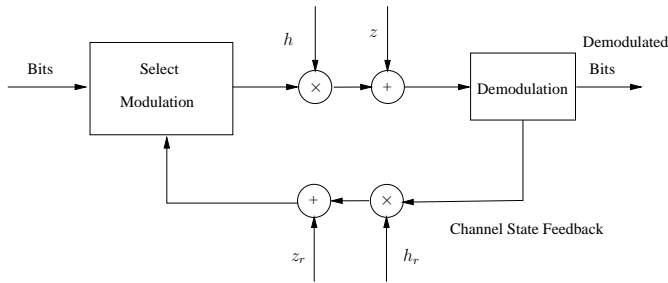 h
z
Demodulated
Bits
Select
Modulation
×
+
Demodulation
Bits
+
×
Channel State Feedback
z_r
h_r